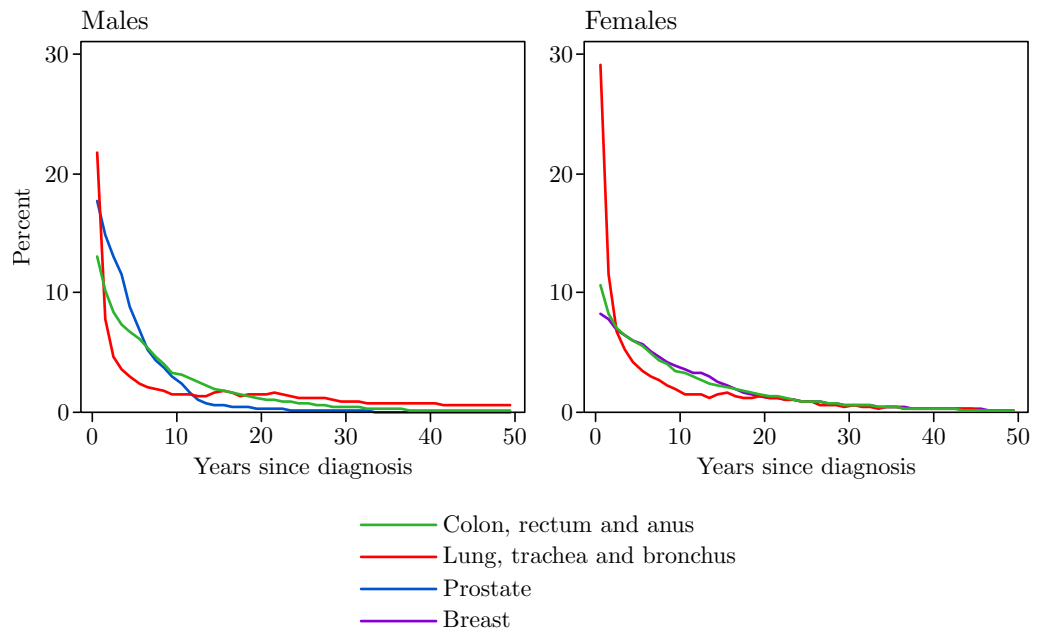 Males
Females
Percent
30
20
10
0
0 10 20 30 40 50
Years since diagnosis
30
20
10
0
0 10 20 30 40 50
Years since diagnosis
Colon, rectum and anus
Lung, trachea and bronchus
Prostate
Breast